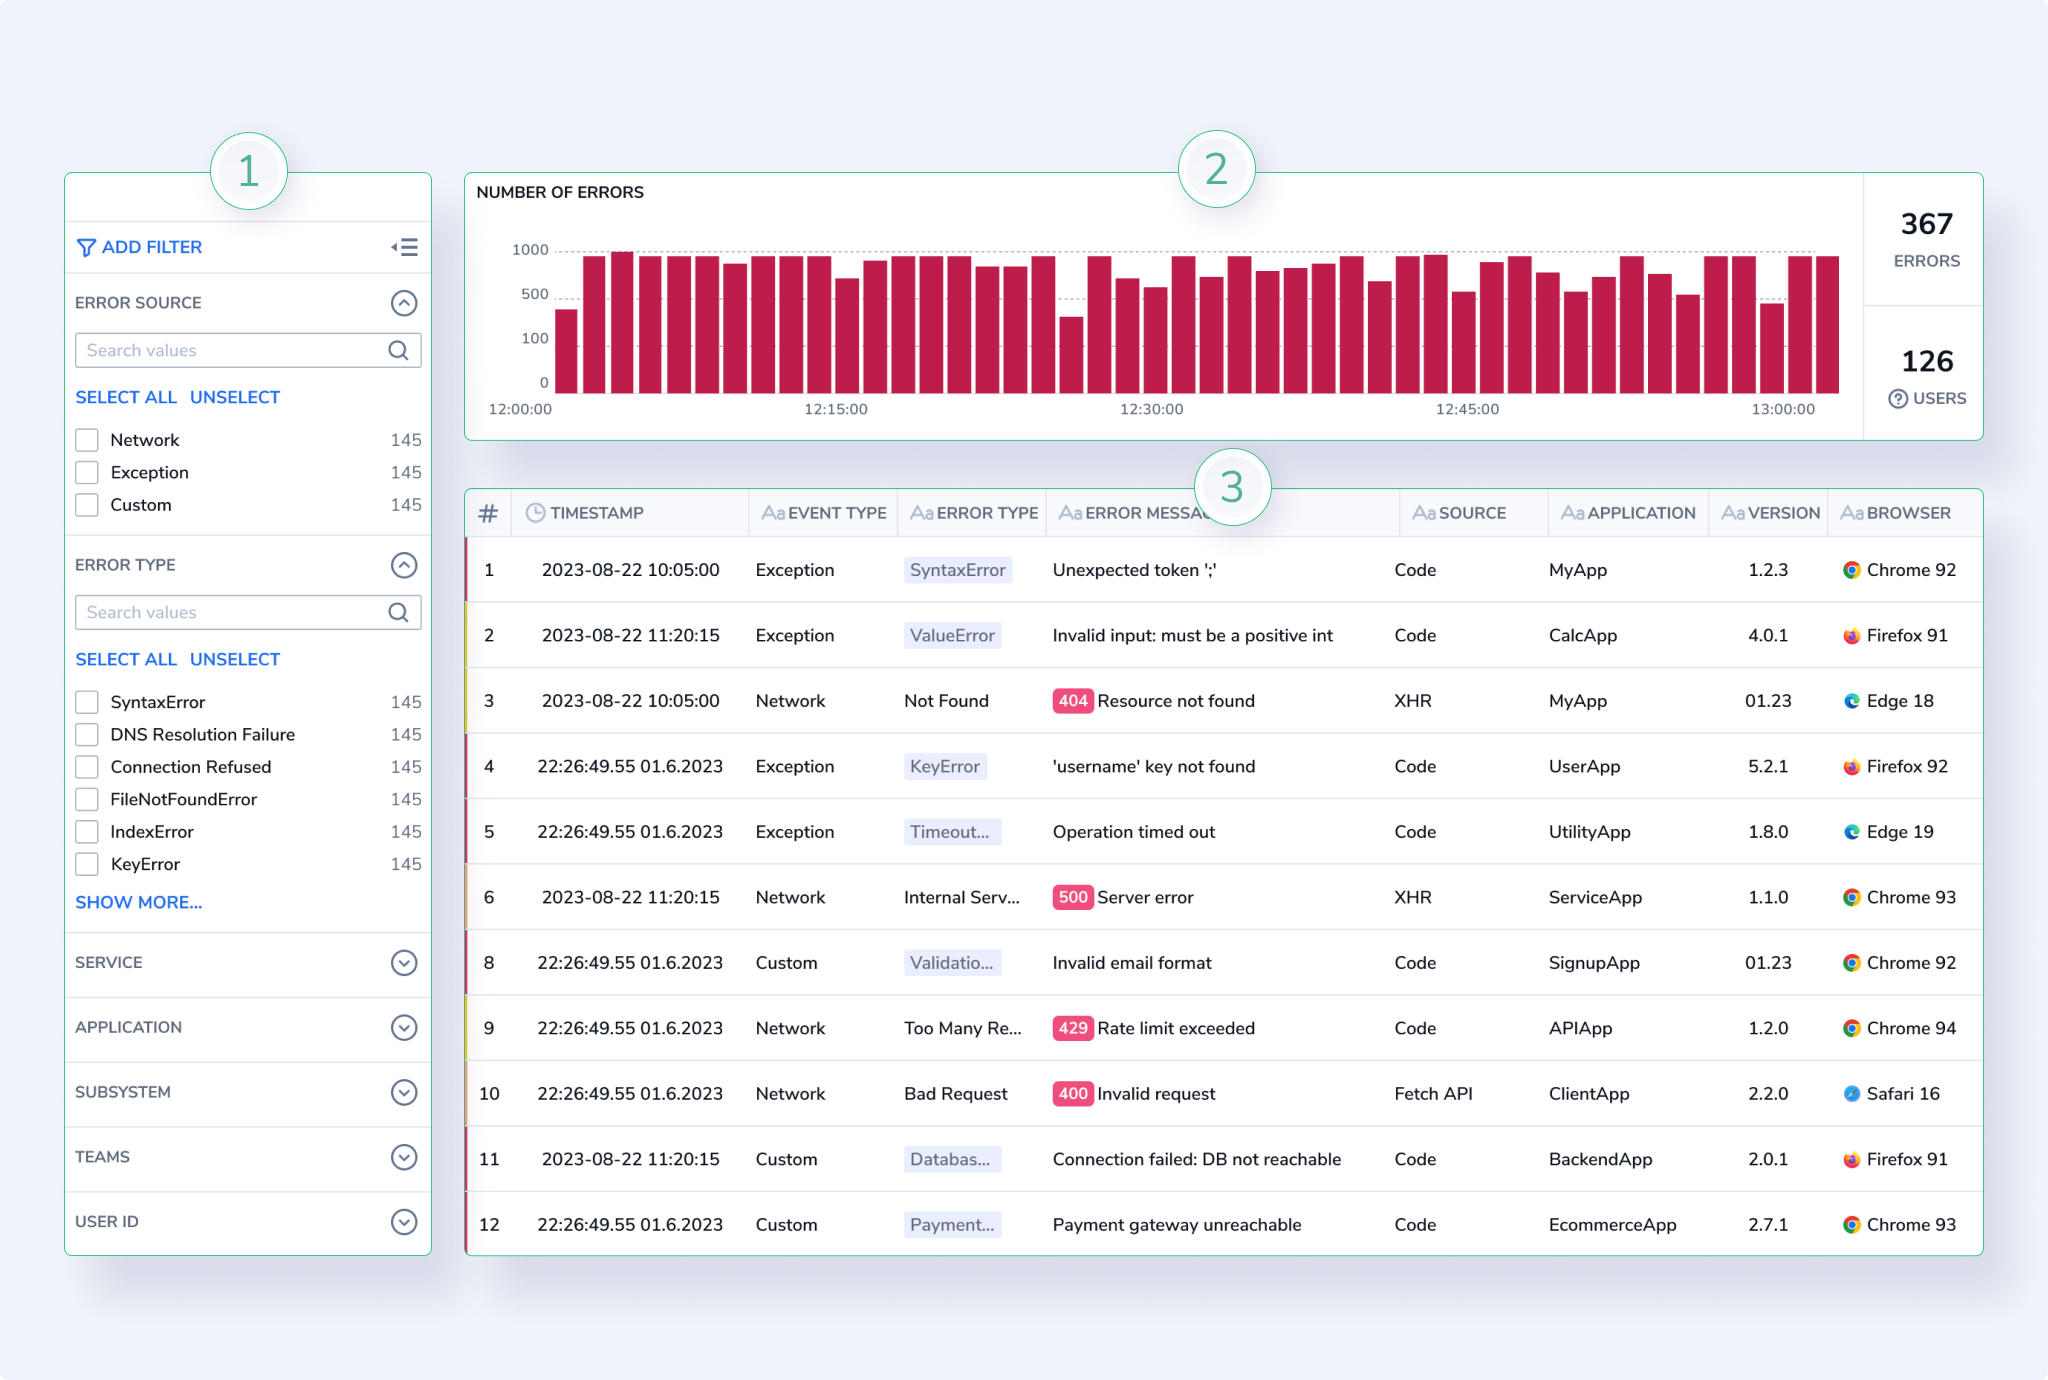 1
ADD FILTER
ERROR SOURCE
Search values
SELECT ALL UNSELECT
Network 145
Exception 145
Custom 145
ERROR TYPE
Search values
SELECT ALL UNSELECT
SyntaxError 145
DNS Resolution Failure 145
Connection Refused 145
FileNotFoundError 145
IndexError 145
KeyError 145
SHOW MORE...
SERVICE
APPLICATION
SUBSYSTEM
TEAMS
USER ID
2
NUMBER OF ERRORS
1000
500
100
0
12:00:00 12:15:00 12:30:00 12:45:00 13:00:00
367
ERRORS
126
? USERS
3
# TIMESTAMP Aa EVENT TYPE Aa ERROR TYPE Aa ERROR MESSAG Aa SOURCE Aa APPLICATION Aa VERSION Aa BROWSER
1 2023-08-22 10:05:00 Exception SyntaxError Unexpected token ';' Code MyApp 1.2.3 Chrome 92
2 2023-08-22 11:20:15 Exception ValueError Invalid input: must be a positive int Code CalcApp 4.0.1 Firefox 91
3 2023-08-22 10:05:00 Network Not Found 404 Resource not found XHR MyApp 01.23 Edge 18
4 22:26:49.55 01.6.2023 Exception KeyError 'username' key not found Code UserApp 5.2.1 Firefox 92
5 22:26:49.55 01.6.2023 Exception Timeout... Operation timed out Code UtilityApp 1.8.0 Edge 19
6 2023-08-22 11:20:15 Network Internal Serv... 500 Server error XHR ServiceApp 1.1.0 Chrome 93
8 22:26:49.55 01.6.2023 Custom Validatio... Invalid email format Code SignupApp 01.23 Chrome 92
9 22:26:49.55 01.6.2023 Network Too Many Re... 429 Rate limit exceeded Code APIApp 1.2.0 Chrome 94
10 22:26:49.55 01.6.2023 Network Bad Request 400 Invalid request Fetch API ClientApp 2.2.0 Safari 16
11 2023-08-22 11:20:15 Custom Databas... Connection failed: DB not reachable Code BackendApp 2.0.1 Firefox 91
12 22:26:49.55 01.6.2023 Custom Payment... Payment gateway unreachable Code EcommerceApp 2.7.1 Chrome 93